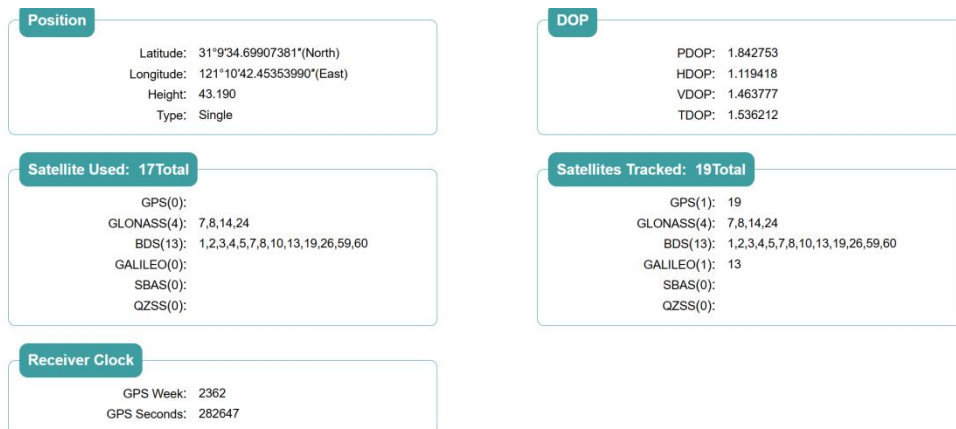 Position
Latitude: 31°9'34.69907381"(North)
Longitude: 121°10'42.45353990"(East)
Height: 43.190
Type: Single
DOP
PDOP: 1.842753
HDOP: 1.119418
VDOP: 1.463777
TDOP: 1.536212
Satellite Used: 17Total
GPS(0):
GLONASS(4): 7,8,14,24
BDS(13): 1,2,3,4,5,7,8,10,13,19,26,59,60
GALILEO(0):
SBAS(0):
QZSS(0):
Satellites Tracked: 19Total
GPS(1): 19
GLONASS(4): 7,8,14,24
BDS(13): 1,2,3,4,5,7,8,10,13,19,26,59,60
GALILEO(1): 13
SBAS(0):
QZSS(0):
Receiver Clock
GPS Week: 2362
GPS Seconds: 282647